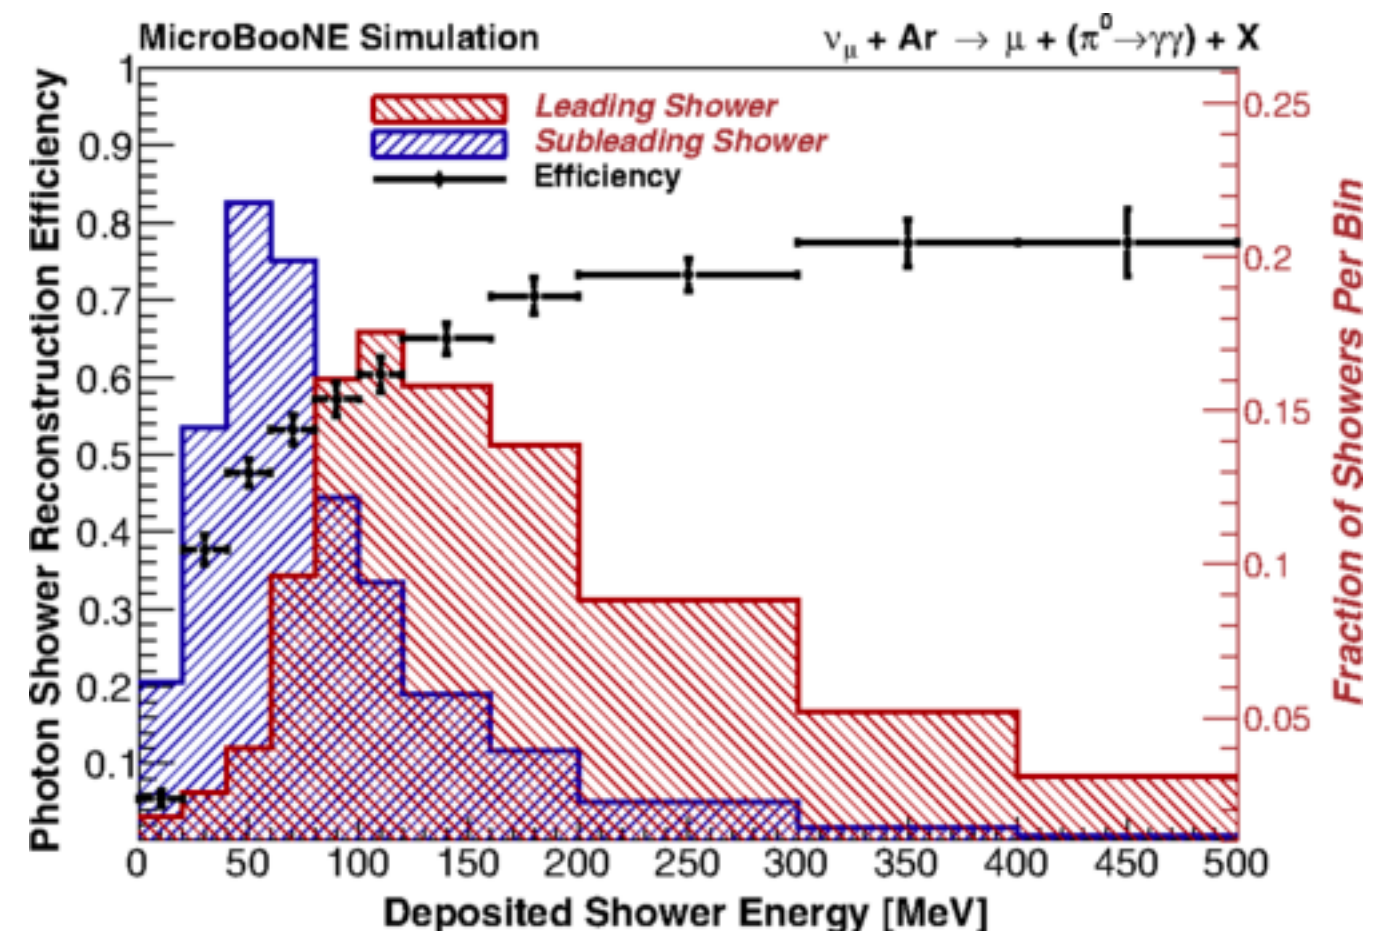 MicroBooNE Simulation
νμ + Ar → μ + (π0→γγ) + X
Leading Shower
Subleading Shower
Efficiency
Photon Shower Reconstruction Efficiency
1
0.9
0.8
0.7
0.6
0.5
0.4
0.3
0.2
0.1
0.25
0.2
0.15
0.1
0.05
Fraction of Showers Per Bin
0 50 100 150 200 250 300 350 400 450 500
Deposited Shower Energy [MeV]